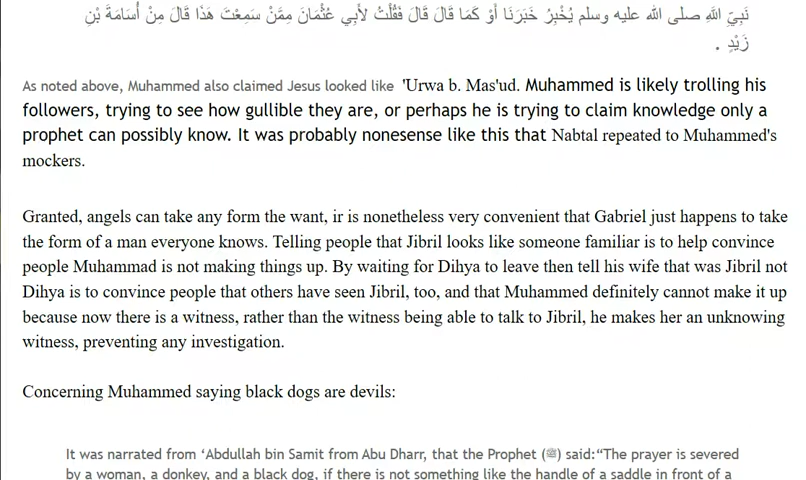 نَبِيَّ اللَّهِ صلى الله عليه وسلم يُخْبِرُ خَبَرَنَا أَوْ كَمَا قَالَ قَالَ فَقُلْتُ لأَبِي عُثْمَانَ مِمَّنْ سَمِعْتَ هَذَا قَالَ مِنْ أُسَامَةَ بْنِ
زَيْدٍ .
As noted above, Muhammed also claimed Jesus looked like 'Urwa b. Mas'ud. Muhammed is likely trolling his
followers, trying to see how gullible they are, or perhaps he is trying to claim knowledge only a
prophet can possibly know. It was probably nonesense like this that Nabtal repeated to Muhammed's
mockers.
Granted, angels can take any form the want, ir is nonetheless very convenient that Gabriel just happens to take
the form of a man everyone knows. Telling people that Jibril looks like someone familiar is to help convince
people Muhammad is not making things up. By waiting for Dihya to leave then tell his wife that was Jibril not
Dihya is to convince people that others have seen Jibril, too, and that Muhammed definitely cannot make it up
because now there is a witness, rather than the witness being able to talk to Jibril, he makes her an unknowing
witness, preventing any investigation.
Concerning Muhammed saying black dogs are devils:
It was narrated from ‘Abdullah bin Samit from Abu Dharr, that the Prophet (ﷺ) said:“The prayer is severed
by a woman, a donkey, and a black dog, if there is not something like the handle of a saddle in front of a